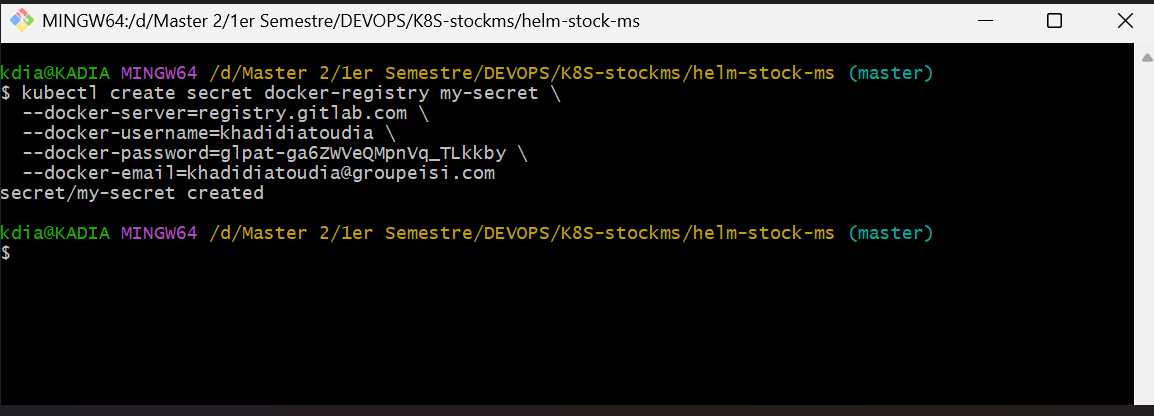 MINGW64:/d/Master 2/1er Semestre/DEVOPS/K8S-stockms/helm-stock-ms
kdia@KADIA MINGW64 /d/Master 2/1er Semestre/DEVOPS/K8S-stockms/helm-stock-ms (master)
$ kubectl create secret docker-registry my-secret \
--docker-server=registry.gitlab.com \
--docker-username=khadidiatoudia \
--docker-password=glpat-ga6ZWVeQMpnVq_TLkkby \
--docker-email=khadidiatoudia@groupeisi.com
secret/my-secret created
kdia@KADIA MINGW64 /d/Master 2/1er Semestre/DEVOPS/K8S-stockms/helm-stock-ms (master)
$